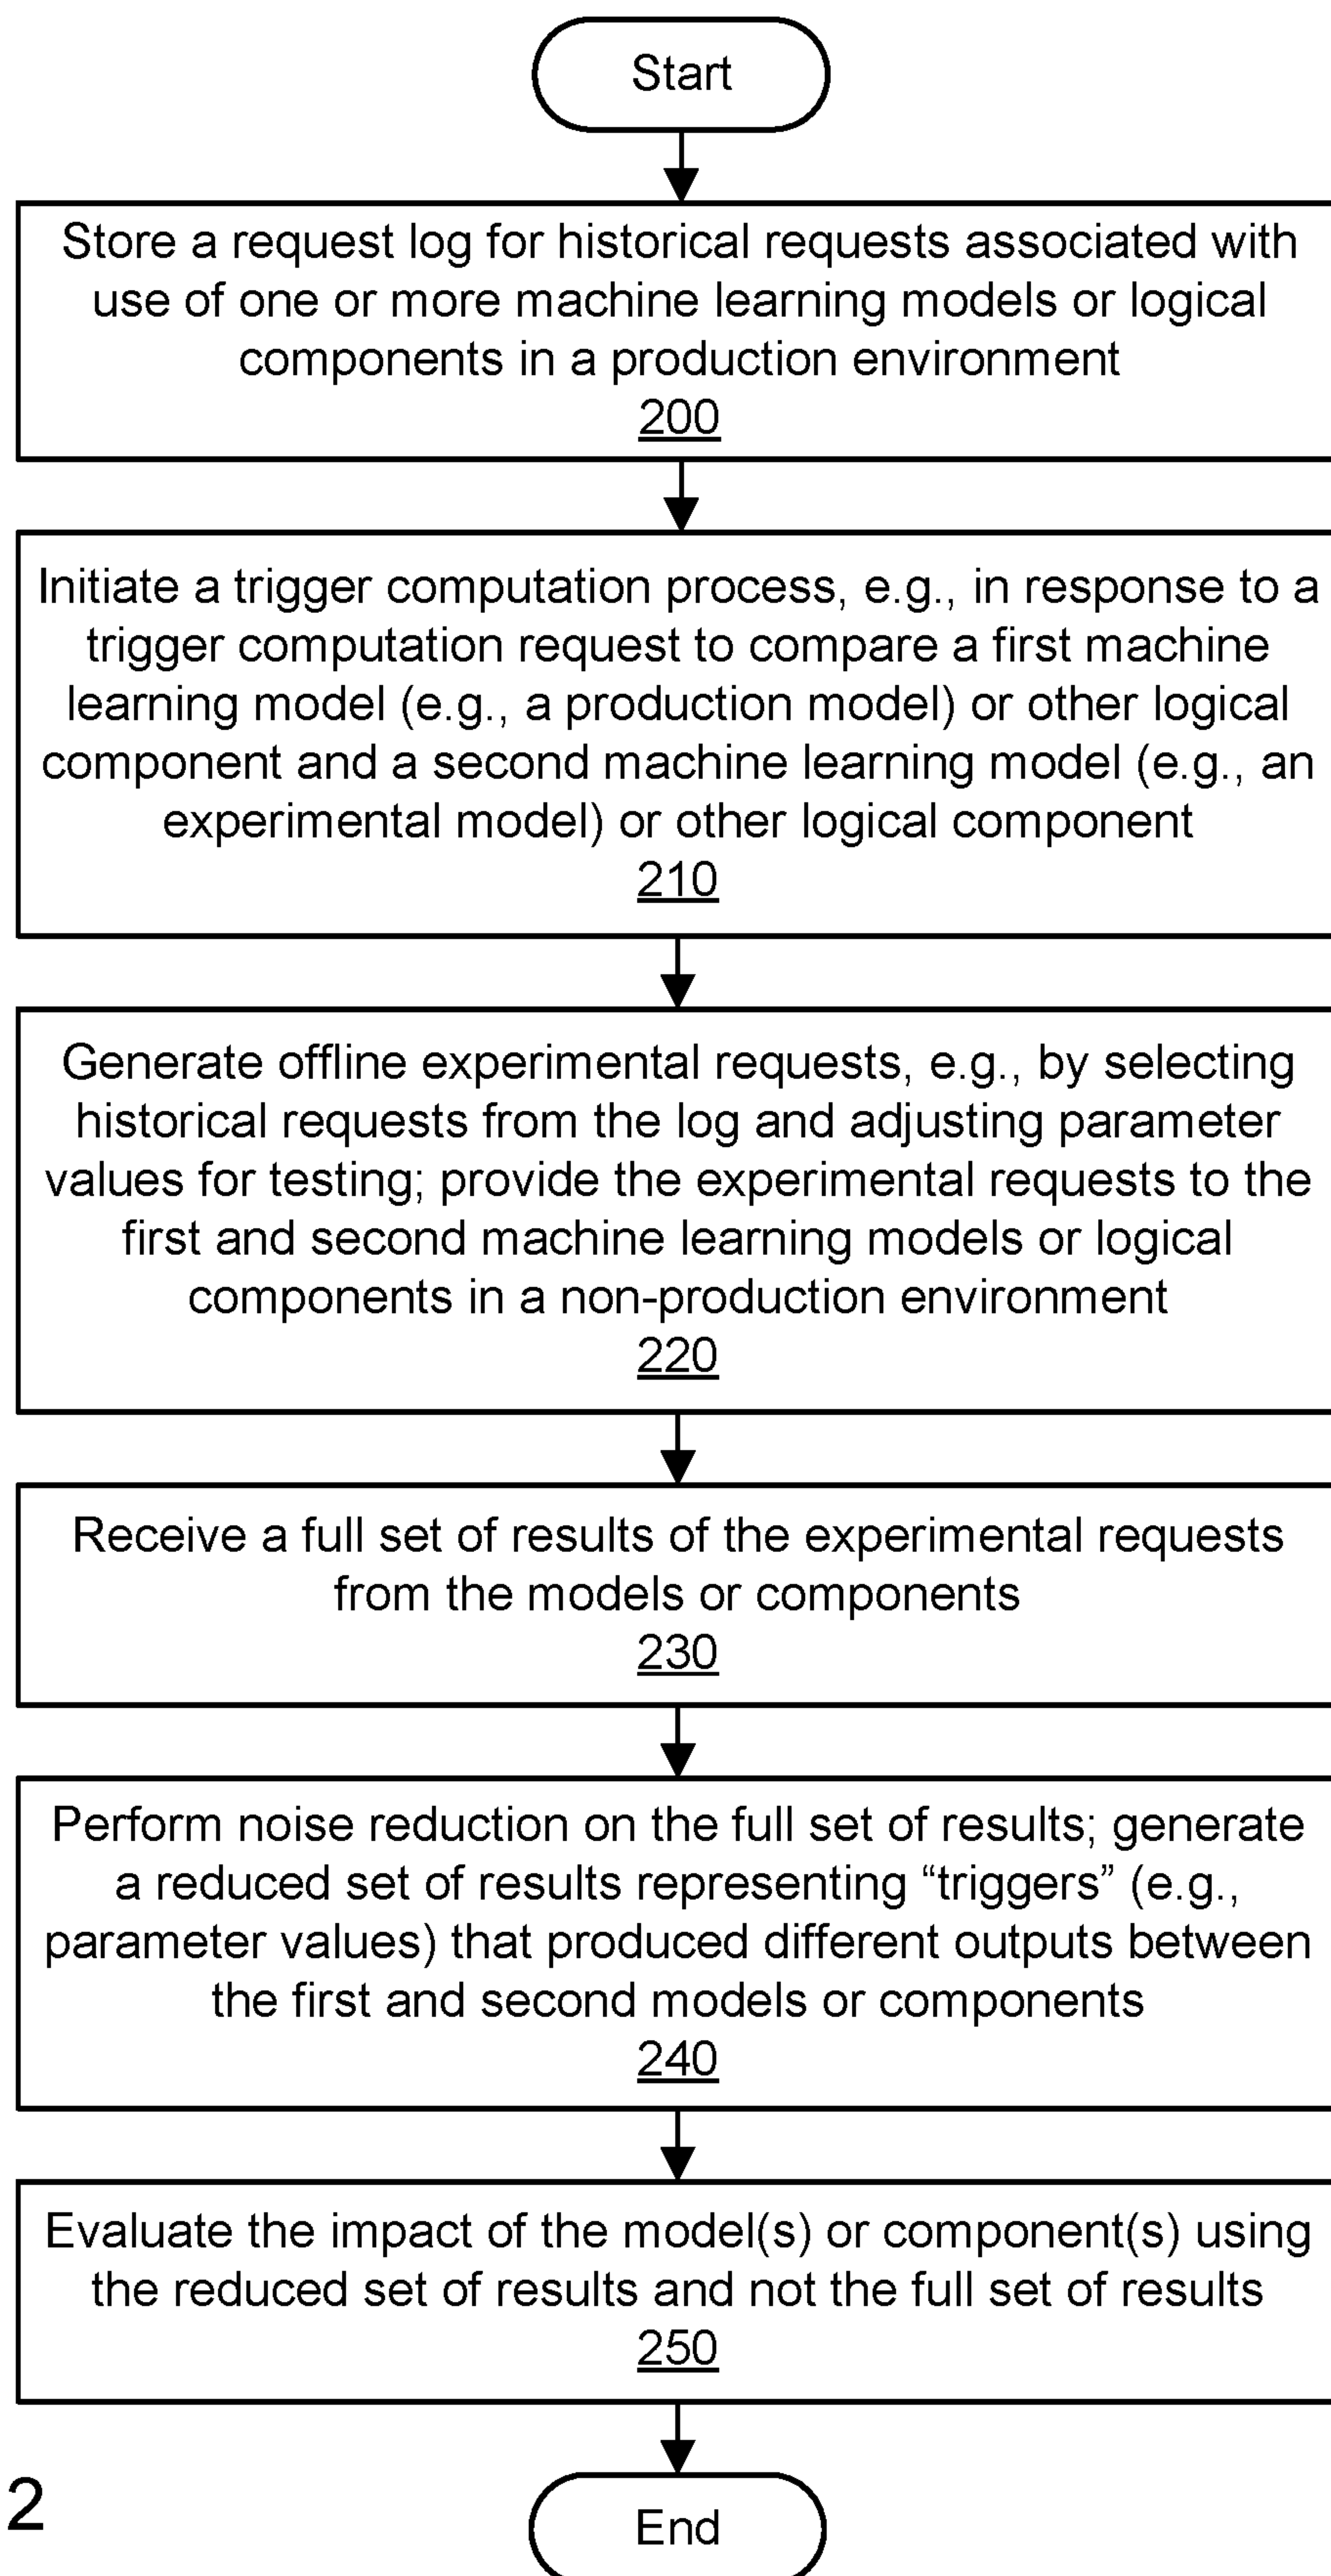 Start
Store a request log for historical requests associated with
use of one or more machine learning models or logical
components in a production environment
200
Initiate a trigger computation process, e.g., in response to a
trigger computation request to compare a first machine
learning model (e.g., a production model) or other logical
component and a second machine learning model (e.g., an
experimental model) or other logical component
210
Generate offline experimental requests, e.g., by selecting
historical requests from the log and adjusting parameter
values for testing; provide the experimental requests to the
first and second machine learning models or logical
components in a non-production environment
220
Receive a full set of results of the experimental requests
from the models or components
230
Perform noise reduction on the full set of results; generate
a reduced set of results representing “triggers” (e.g.,
parameter values) that produced different outputs between
the first and second models or components
240
Evaluate the impact of the model(s) or component(s) using
the reduced set of results and not the full set of results
250
2
End